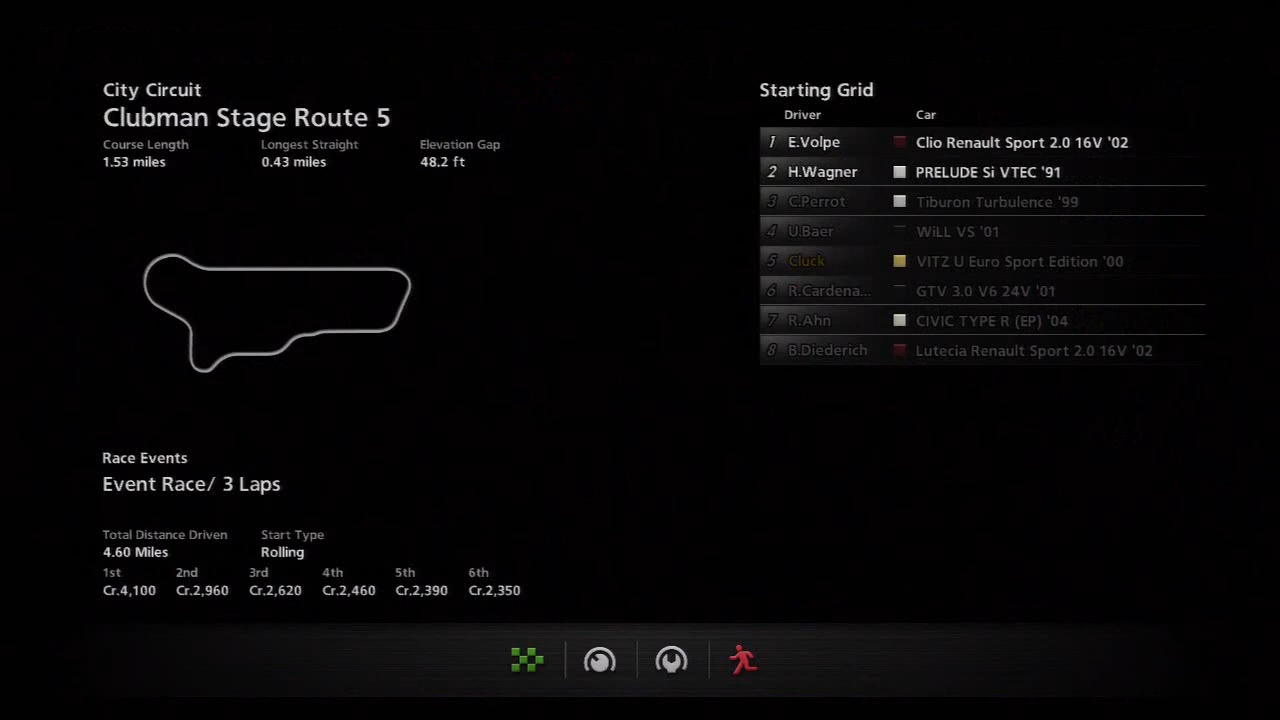 City Circuit
Clubman Stage Route 5
Course Length Longest Straight Elevation Gap
1.53 miles 0.43 miles 48.2 ft
Race Events
Event Race/ 3 Laps
Total Distance Driven Start Type
4.60 Miles Rolling
1st 2nd 3rd 4th 5th 6th
Cr.4,100 Cr.2,960 Cr.2,620 Cr.2,460 Cr.2,390 Cr.2,350
Starting Grid
Driver Car
1 E.Volpe Clio Renault Sport 2.0 16V '02
2 H.Wagner PRELUDE Si VTEC '91
3 C.Perrot Tiburon Turbulence '99
4 U.Baer WiLL VS '01
5 Cluck VITZ U Euro Sport Edition '00
6 R.Cardena... GTV 3.0 V6 24V '01
7 R.Ahn CIVIC TYPE R (EP) '04
8 B.Diederich Lutecia Renault Sport 2.0 16V '02